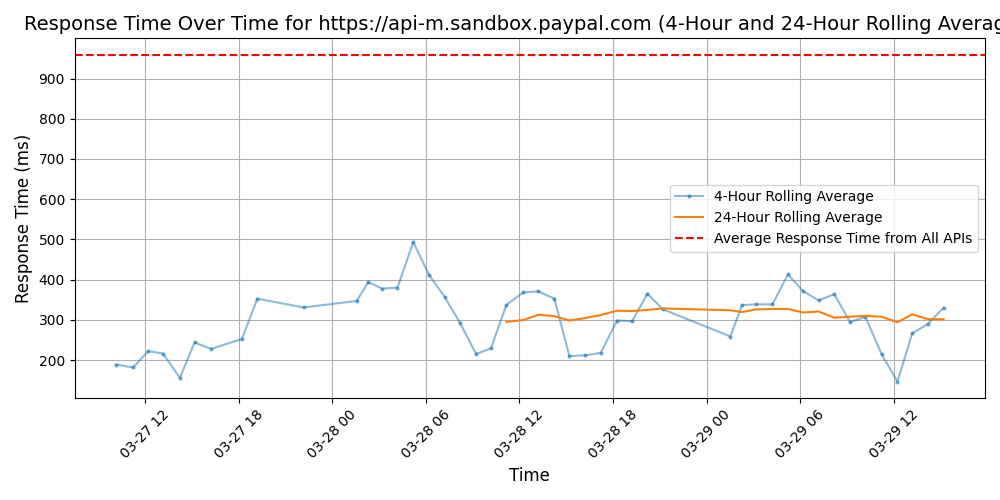 Response Time Over Time for https://api-m.sandbox.paypal.com (4-Hour and 24-Hour Rolling Averag
Response Time (ms)
900
800
700
600
500
400
300
200
4-Hour Rolling Average
24-Hour Rolling Average
Average Response Time from All APIs
03-27 12
03-27 18
03-28 00
03-28 06
03-28 12
03-28 18
03-29 00
03-29 06
03-29 12
Time